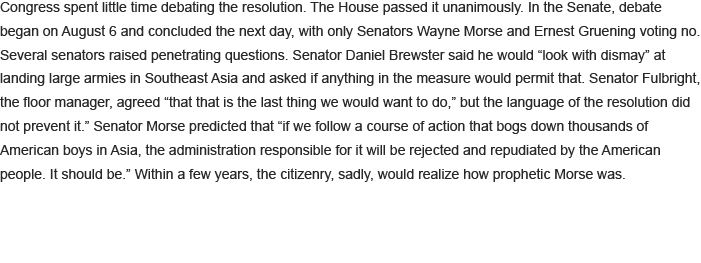 Congress spent little time debating the resolution. The House passed it unanimously. In the Senate, debate
began on August 6 and concluded the next day, with only Senators Wayne Morse and Ernest Gruening voting no.
Several senators raised penetrating questions. Senator Daniel Brewster said he would “look with dismay” at
landing large armies in Southeast Asia and asked if anything in the measure would permit that. Senator Fulbright,
the floor manager, agreed “that that is the last thing we would want to do,” but the language of the resolution did
not prevent it.” Senator Morse predicted that “if we follow a course of action that bogs down thousands of
American boys in Asia, the administration responsible for it will be rejected and repudiated by the American
people. It should be.” Within a few years, the citizenry, sadly, would realize how prophetic Morse was.